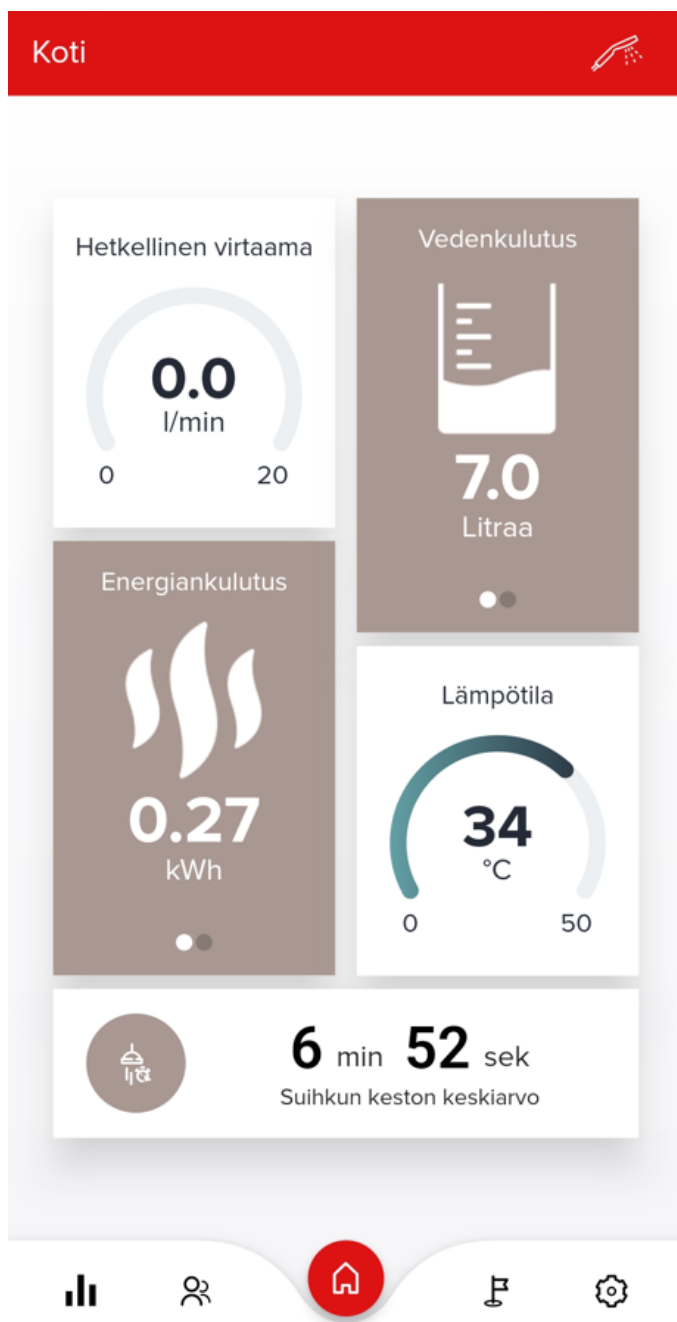 Koti
Hetkellinen virtaama
0.0
l/min
0 20
Vedenkulutus
7.0
Litraa
Energiankulutus
0.27
kWh
Lämpötila
34
°C
0 50
6 min 52 sek
Suihkun keston keskiarvo